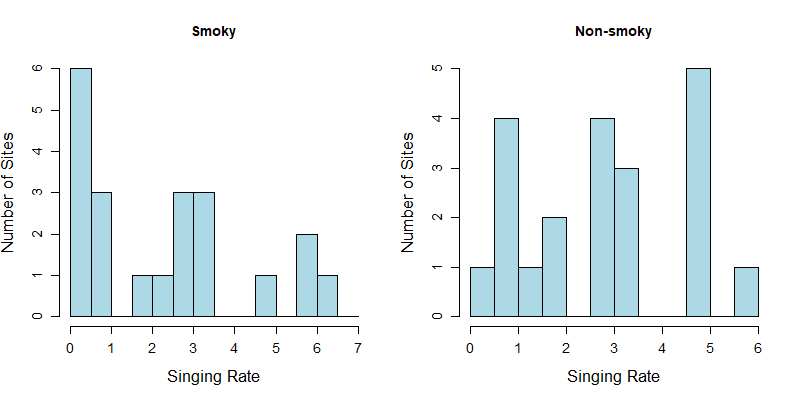 Smoky
Number of Sites
0 1 2 3 4 5 6
0 1 2 3 4 5 6 7
Singing Rate
Non-smoky
Number of Sites
0 1 2 3 4 5
0 1 2 3 4 5 6
Singing Rate